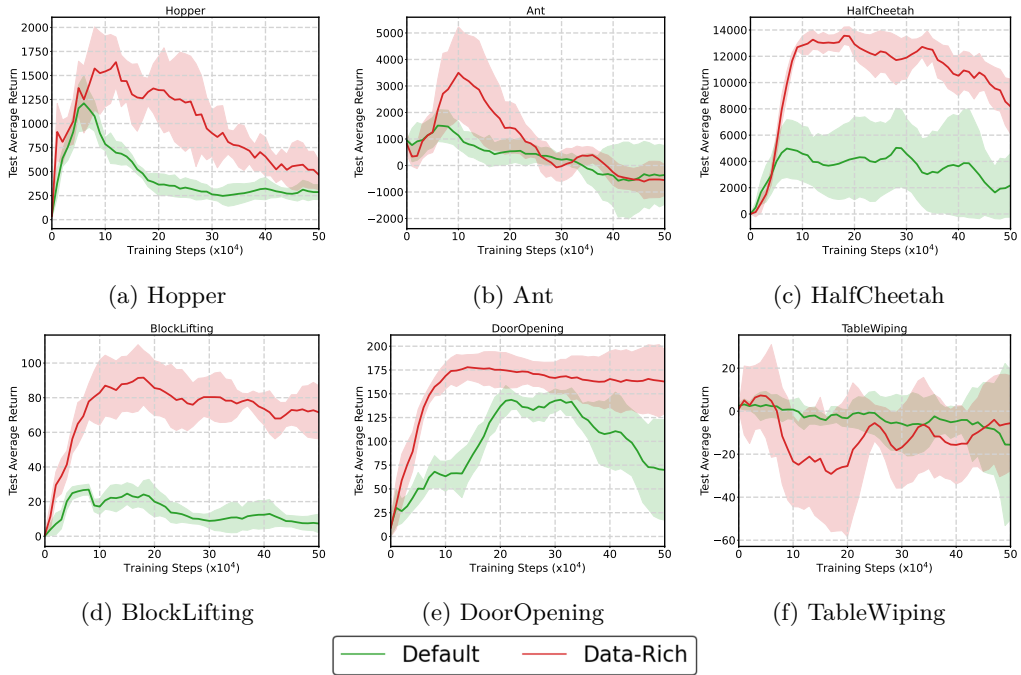 Hopper
Test Average Return
2000
1750
1500
1250
1000
750
500
250
0
0 10 20 30 40 50
Training Steps (x10⁴)
(a) Hopper
Ant
Test Average Return
5000
4000
3000
2000
1000
0
−1000
−2000
0 10 20 30 40 50
Training Steps (x10⁴)
(b) Ant
HalfCheetah
Test Average Return
14000
12000
10000
8000
6000
4000
2000
0
0 10 20 30 40 50
Training Steps (x10⁴)
(c) HalfCheetah
BlockLifting
Test Average Return
100
80
60
40
20
0
0 10 20 30 40 50
Training Steps (x10⁴)
(d) BlockLifting
DoorOpening
Test Average Return
200
175
150
125
100
75
50
25
0
0 10 20 30 40 50
Training Steps (x10⁴)
(e) DoorOpening
TableWiping
Test Average Return
20
0
−20
−40
−60
0 10 20 30 40 50
Training Steps (x10⁴)
(f) TableWiping
Default Data-Rich